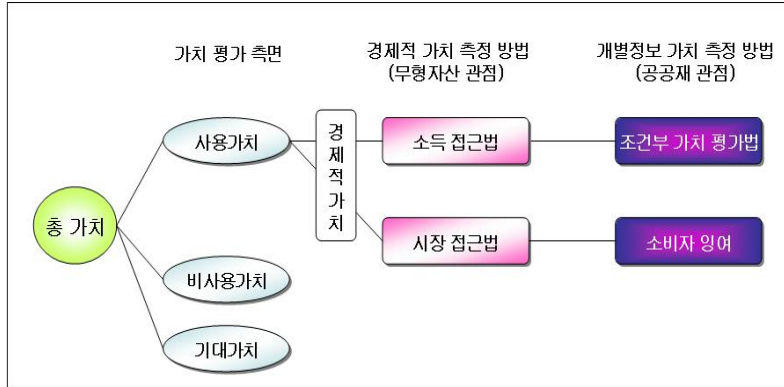 가치 평가 측면
경제적 가치 측정 방법
(무형자산 관점)
개별정보 가치 측정 방법
(공공재 관점)
총 가치
사용가치
비사용가치
기대가치
경제적가치
소득 접근법
시장 접근법
조건부 가치 평가법
소비자 잉여